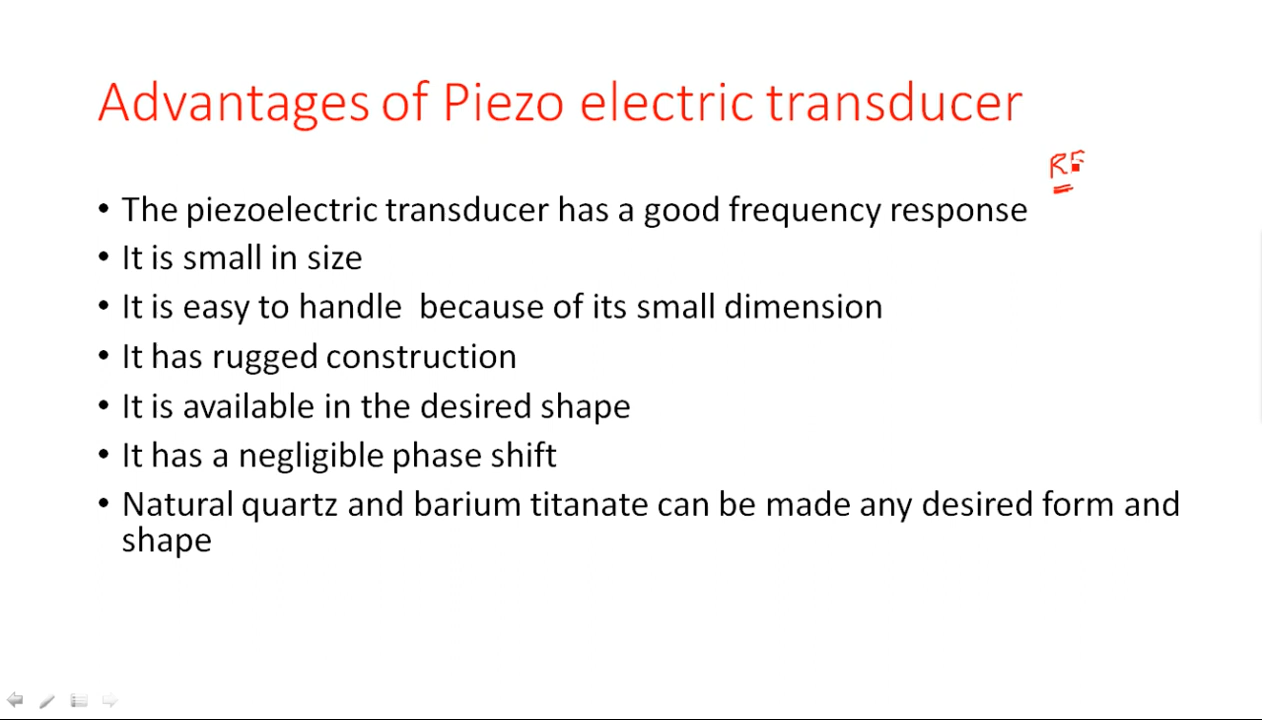 Advantages of Piezo electric transducer
RF
• The piezoelectric transducer has a good frequency response
• It is small in size
• It is easy to handle because of its small dimension
• It has rugged construction
• It is available in the desired shape
• It has a negligible phase shift
• Natural quartz and barium titanate can be made any desired form and
shape